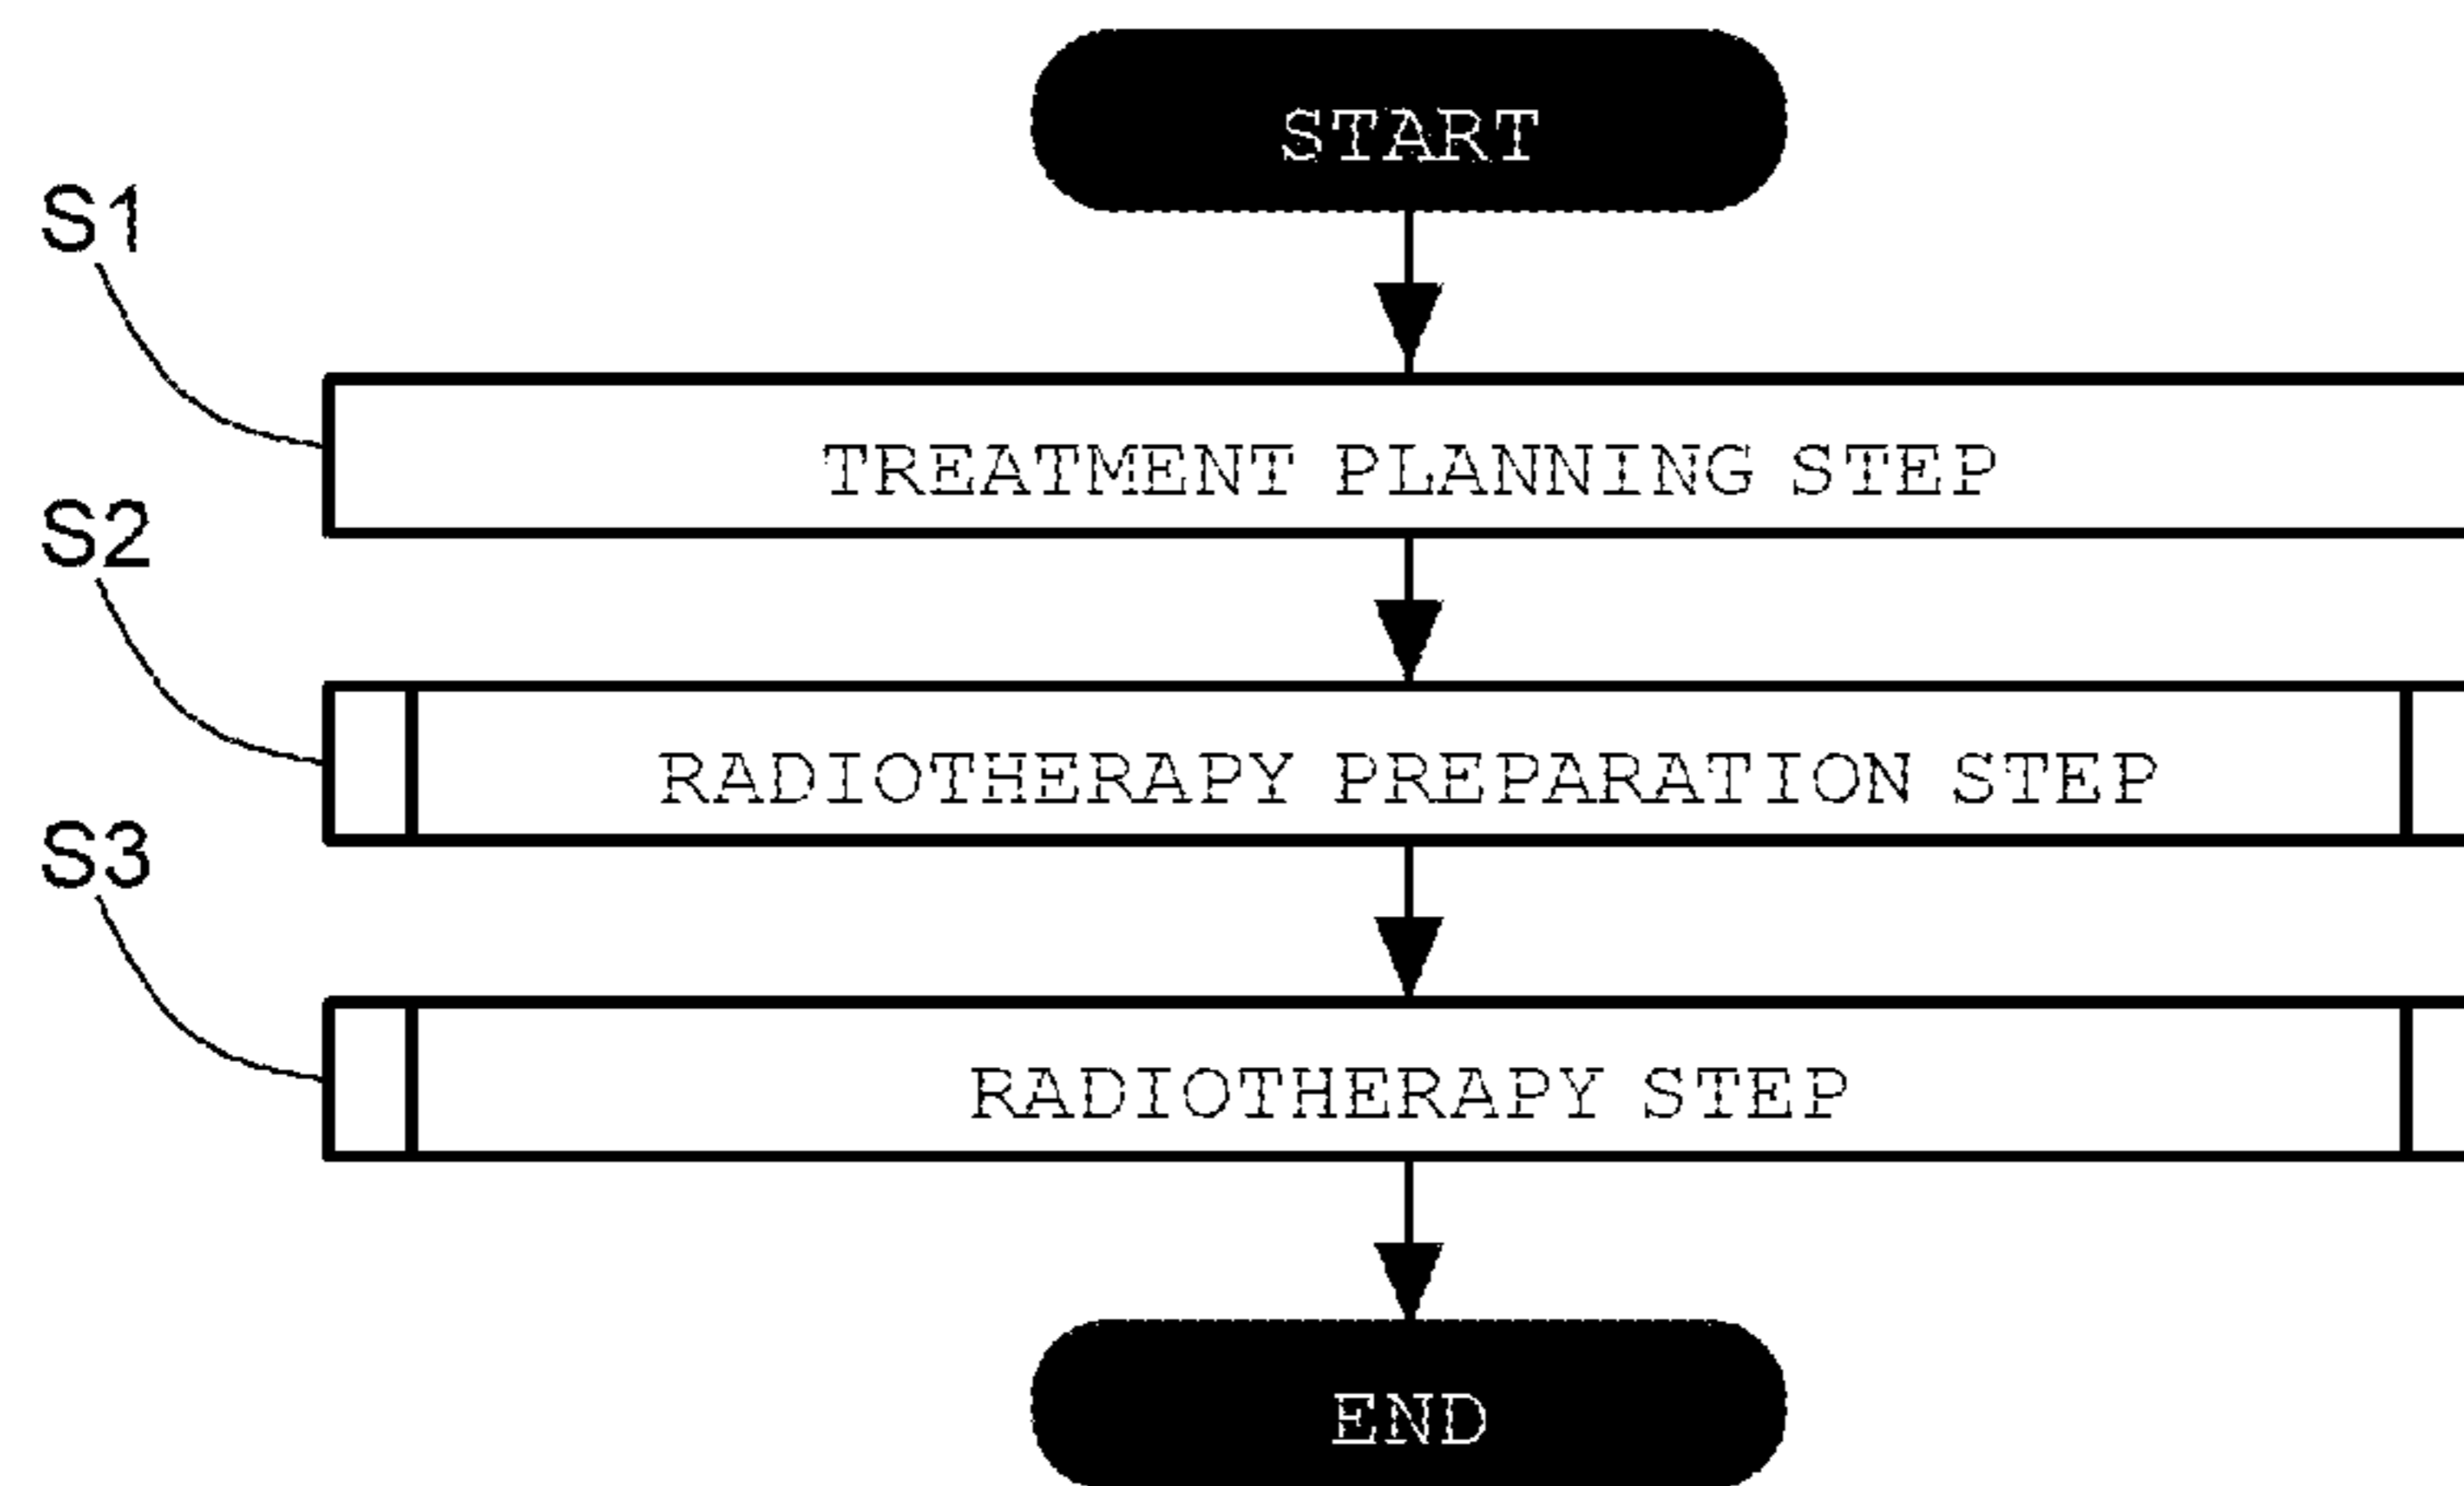 START
S1
TREATMENT PLANNING STEP
S2
RADIOTHERAPY PREPARATION STEP
S3
RADIOTHERAPY STEP
END